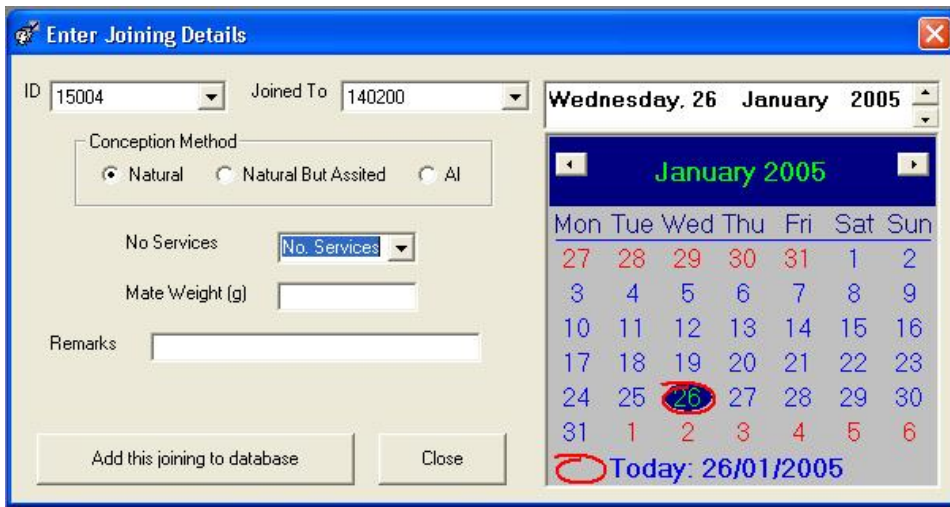 Enter Joining Details
ID 15004 Joined To 140200
Wednesday, 26 January 2005
Conception Method
Natural Natural But Assited AI
No Services No. Services
Mate Weight (g)
Remarks
Add this joining to database Close
January 2005
Mon Tue Wed Thu Fri Sat Sun
27 28 29 30 31 1 2
3 4 5 6 7 8 9
10 11 12 13 14 15 16
17 18 19 20 21 22 23
24 25 26 27 28 29 30
31 1 2 3 4 5 6
Today: 26/01/2005